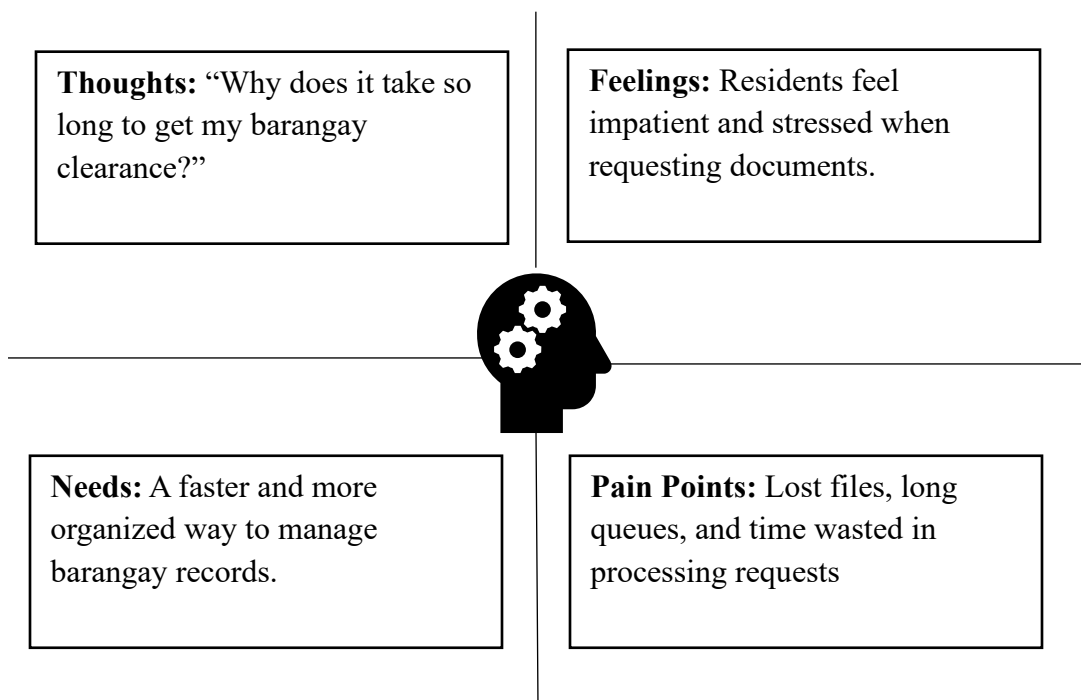 Thoughts: “Why does it take so
long to get my barangay
clearance?”
Feelings: Residents feel
impatient and stressed when
requesting documents.
Needs: A faster and more
organized way to manage
barangay records.
Pain Points: Lost files, long
queues, and time wasted in
processing requests